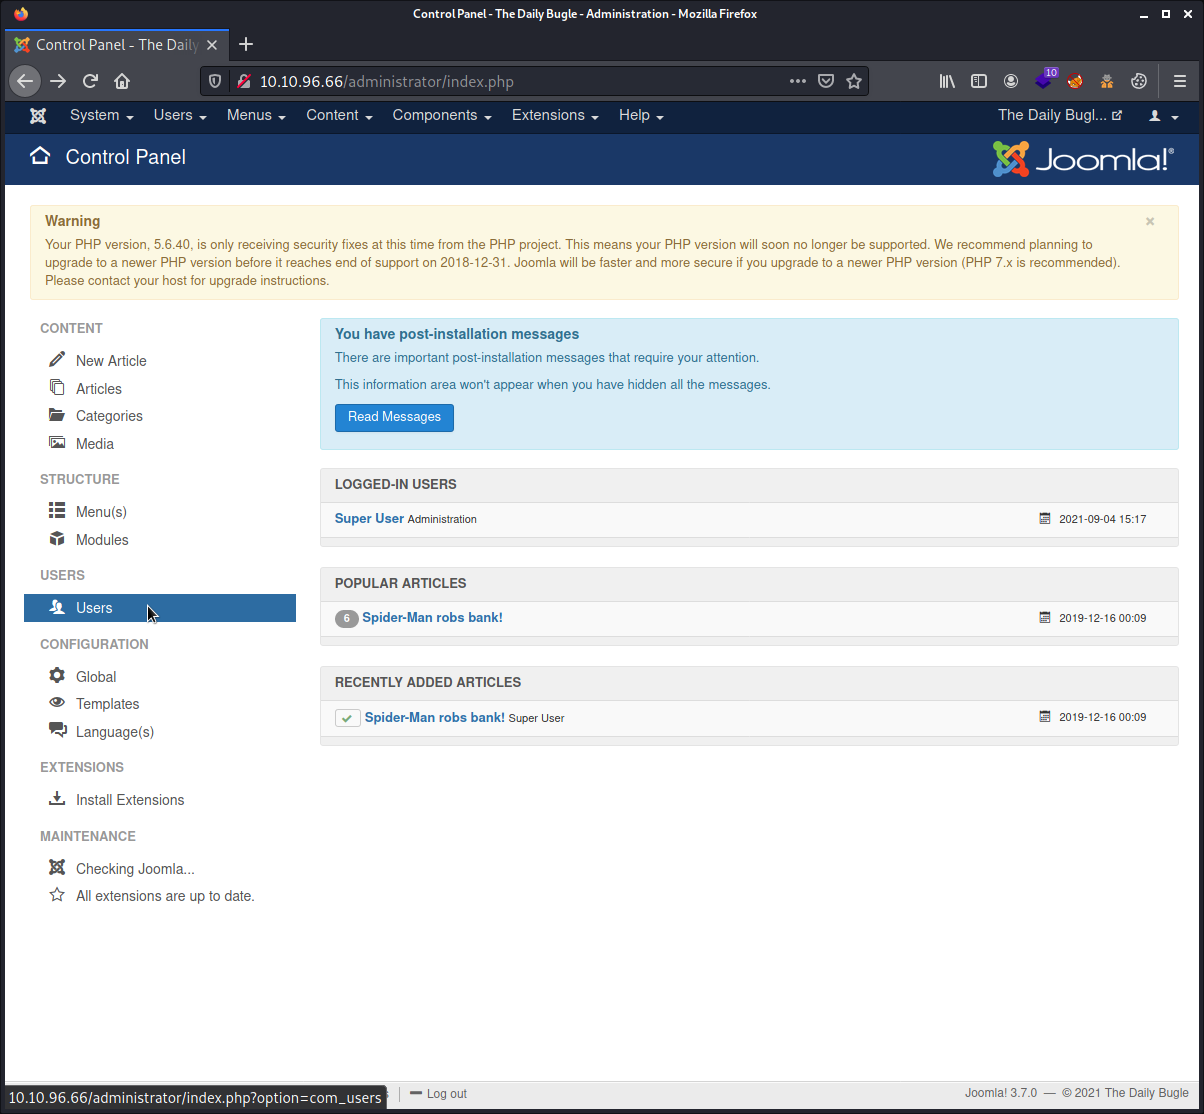 Control Panel - The Daily Bugle - Administration - Mozilla Firefox
Control Panel - The Daily
10.10.96.66/administrator/index.php
10
System Users Menus Content Components Extensions Help The Daily Bugl...
Control Panel
Joomla!®
Warning
Your PHP version, 5.6.40, is only receiving security fixes at this time from the PHP project. This means your PHP version will soon no longer be supported. We recommend planning to
upgrade to a newer PHP version before it reaches end of support on 2018-12-31. Joomla will be faster and more secure if you upgrade to a newer PHP version (PHP 7.x is recommended).
Please contact your host for upgrade instructions.
CONTENT
New Article
Articles
Categories
Media
STRUCTURE
Menu(s)
Modules
USERS
Users
CONFIGURATION
Global
Templates
Language(s)
EXTENSIONS
Install Extensions
MAINTENANCE
Checking Joomla...
All extensions are up to date.
You have post-installation messages
There are important post-installation messages that require your attention.
This information area won't appear when you have hidden all the messages.
Read Messages
LOGGED-IN USERS
Super User Administration 2021-09-04 15:17
POPULAR ARTICLES
6 Spider-Man robs bank! 2019-12-16 00:09
RECENTLY ADDED ARTICLES
Spider-Man robs bank! Super User 2019-12-16 00:09
10.10.96.66/administrator/index.php?option=com_users
Log out
Joomla! 3.7.0 — © 2021 The Daily Bugle